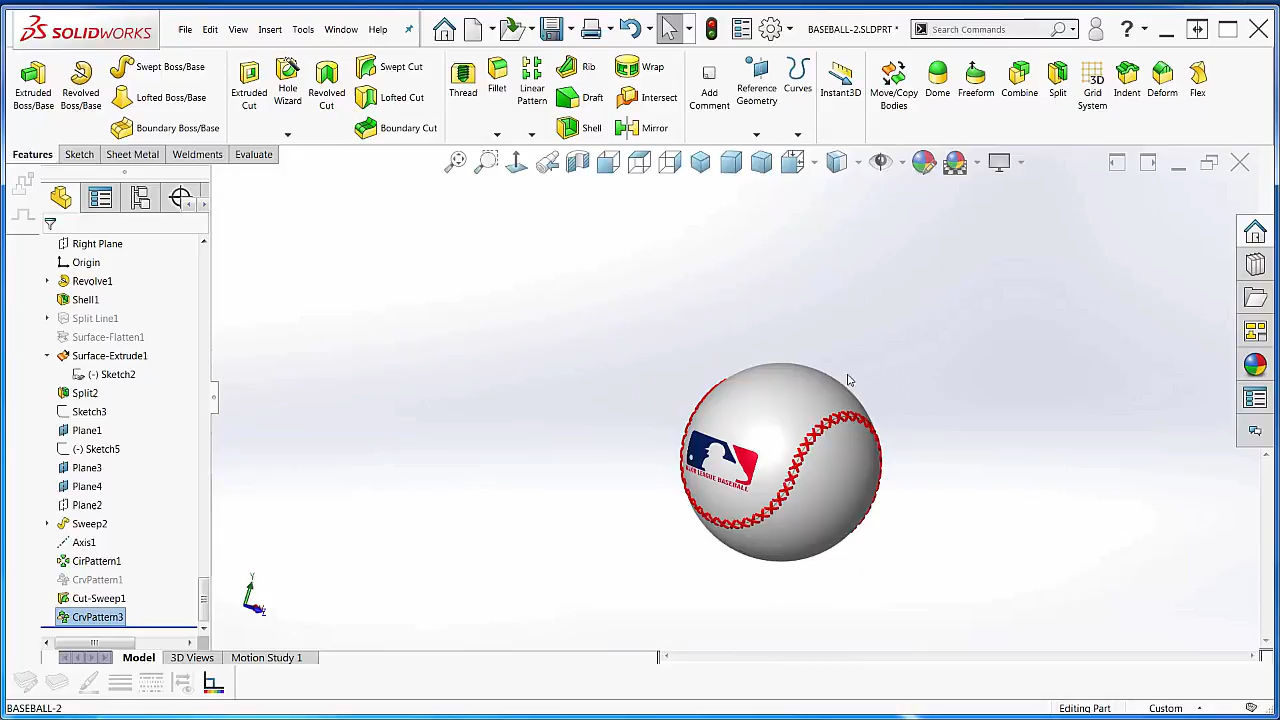 SOLIDWORKS File Edit View Insert Tools Window Help BASEBALL-2.SLDPRT * Search Commands ?
Extruded Boss/Base
Revolved Boss/Base
Swept Boss/Base
Lofted Boss/Base
Boundary Boss/Base
Extruded Cut
Hole Wizard
Revolved Cut
Swept Cut
Lofted Cut
Boundary Cut
Thread
Fillet
Linear Pattern
Rib
Draft
Shell
Wrap
Intersect
Mirror
Add Comment
Reference Geometry
Curves
Instant3D
Move/Copy Bodies
Dome
Freeform
Combine
Split
3D Grid System
Indent
Deform
Flex
Features Sketch Sheet Metal Weldments Evaluate
Right Plane
Origin
Revolve1
Shell1
Split Line1
Surface-Flatten1
Surface-Extrude1
(-) Sketch2
Split2
Sketch3
Plane1
(-) Sketch5
Plane3
Plane4
Plane2
Sweep2
Axis1
CirPattern1
CrvPattern1
Cut-Sweep1
CrvPattern3
LEAGUE BASEBALL
Y
Z
Model 3D Views Motion Study 1
BASEBALL-2 Editing Part Custom